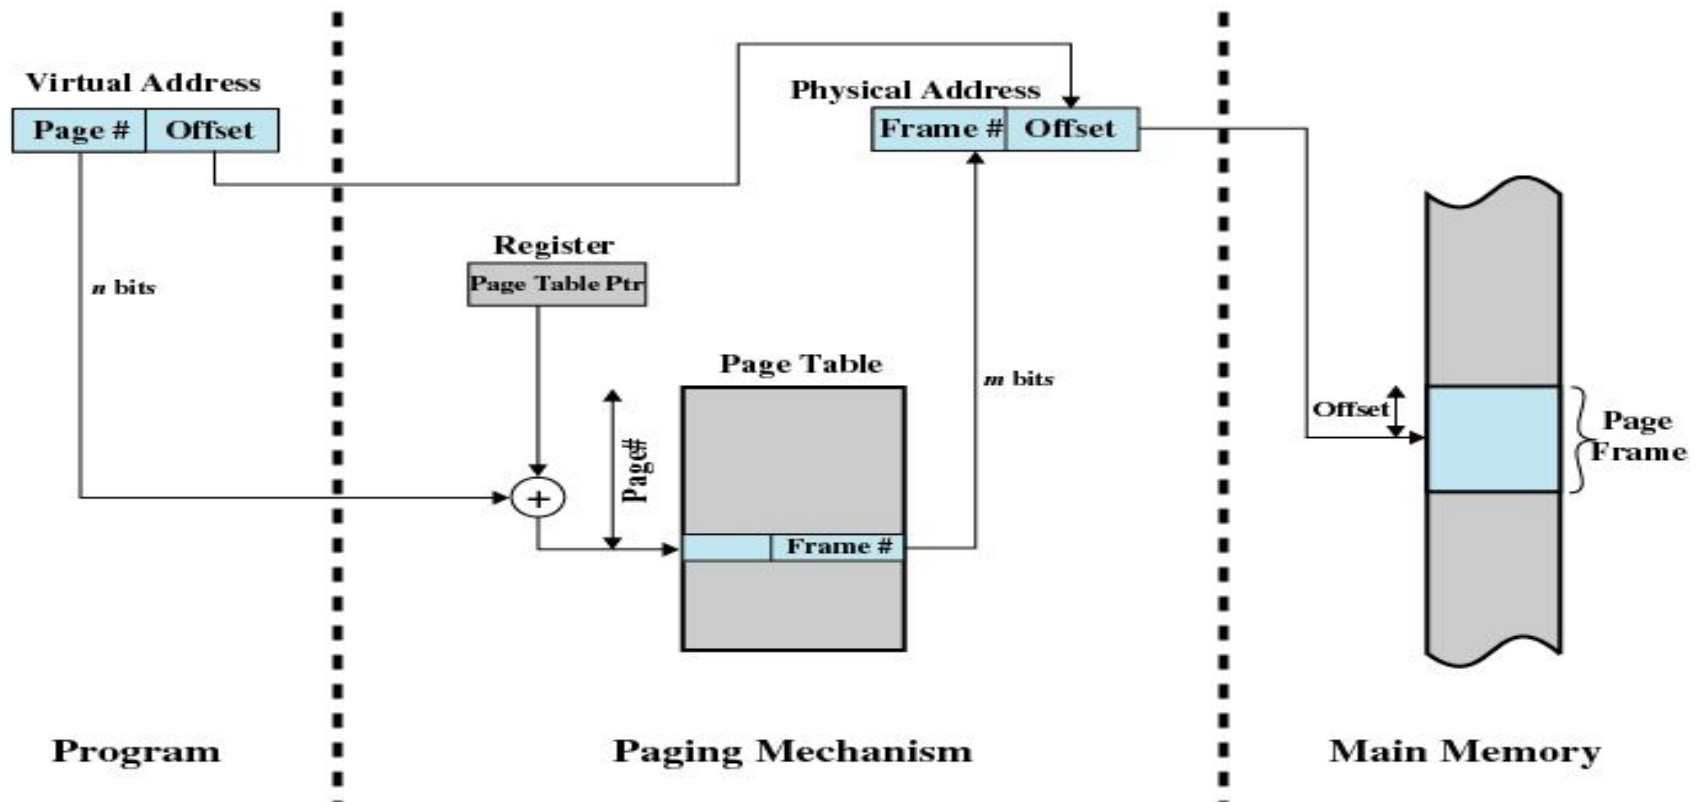 Virtual Address
Page # Offset
Physical Address
Frame # Offset
n bits
Register
Page Table Ptr
Page Table
m bits
Page#
Frame #
Offset
Page
Frame
Program
Paging Mechanism
Main Memory
+